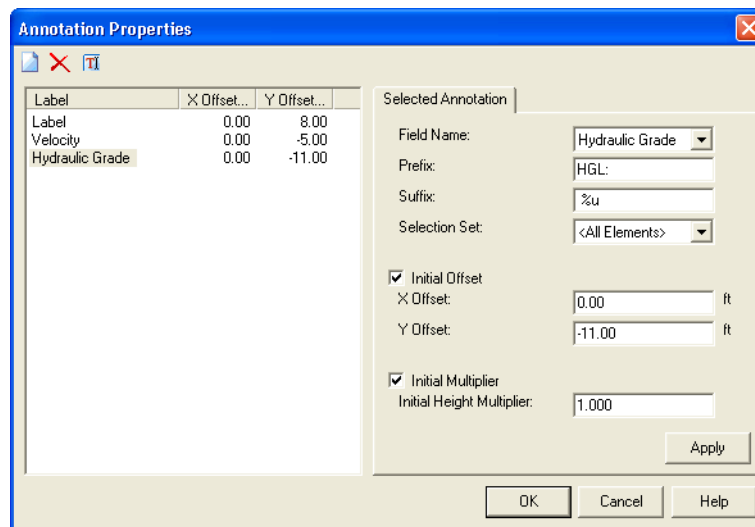 Annotation Properties
Label X Offset... Y Offset...
Label 0.00 8.00
Velocity 0.00 -5.00
Hydraulic Grade 0.00 -11.00
Selected Annotation
Field Name: Hydraulic Grade
Prefix: HGL:
Suffix: %u
Selection Set: <All Elements>
Initial Offset
X Offset: 0.00 ft
Y Offset: -11.00 ft
Initial Multiplier
Initial Height Multiplier: 1.000
Apply
OK Cancel Help